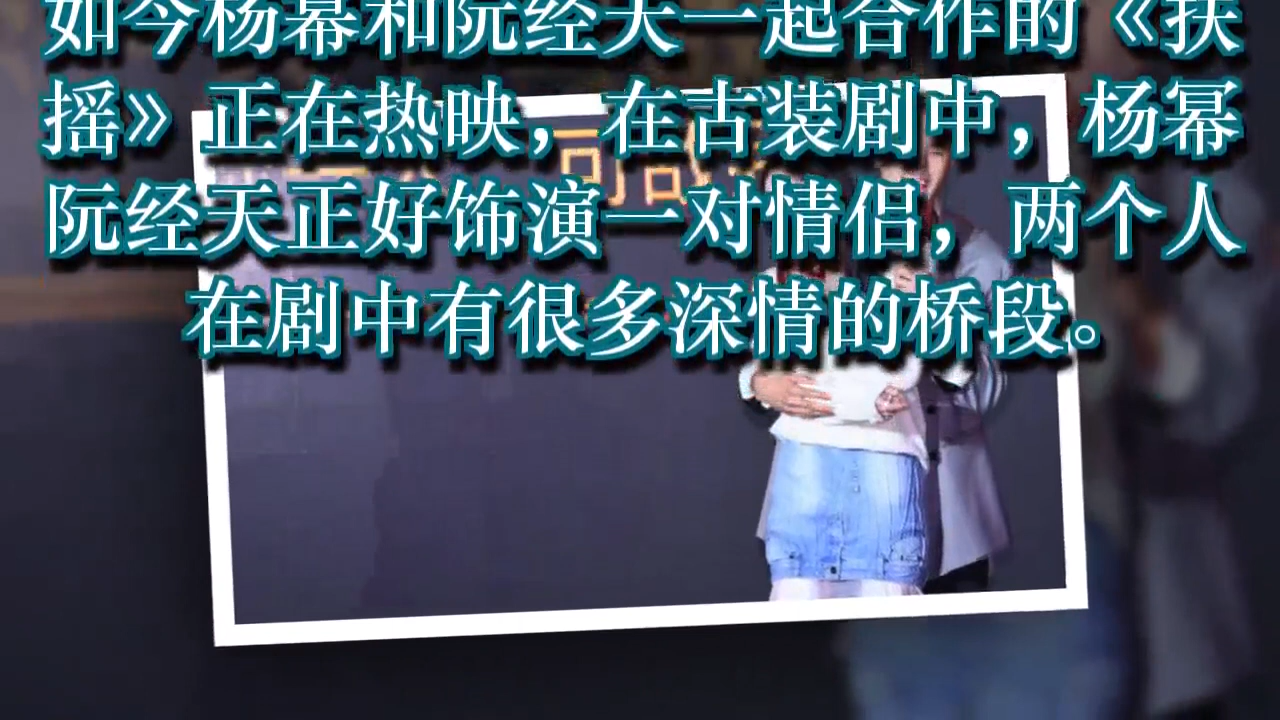 如今杨幂和阮经天一起合作的《扶
摇》正在热映，在古装剧中，杨幂
阮经天正好饰演一对情侣，两个人
在剧中有很多深情的桥段。